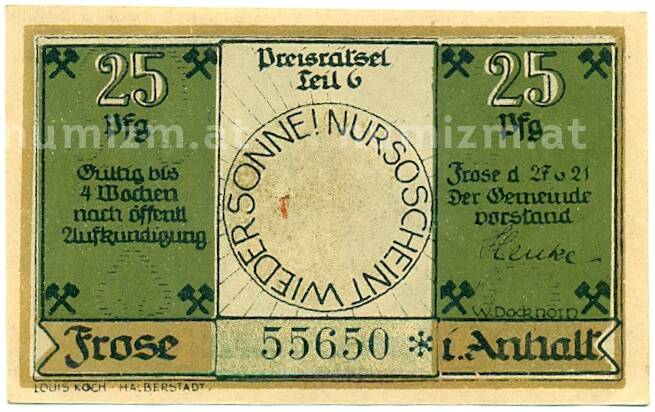 25
Pfg
Gültig bis
4 Wochen
nach öffentl
Aufkündigung
Preisrätsel
Teil 6
NUR SO SCHEINT WIEDER SONNE!
25
Pfg
Frose d 27 6 21
Der Gemeinde
vorstand
W. Dockhorn
Frose
55650 *
i. Anhalt
LOUIS KOCH · HALBERSTADT.
numizm.at
numizm.at